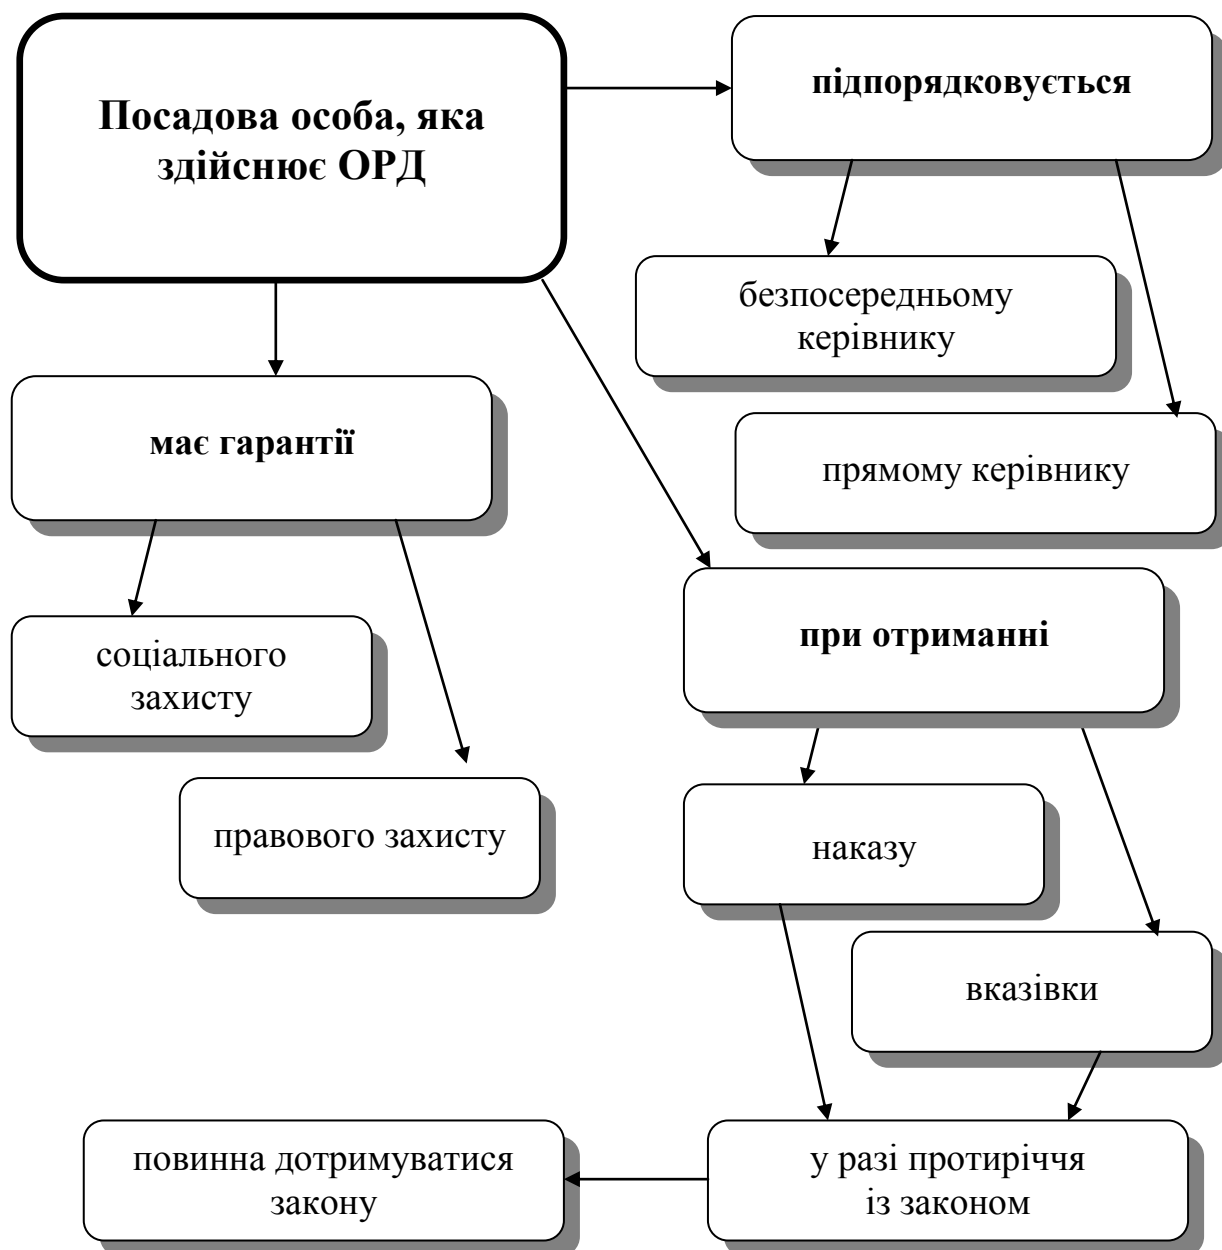 Посадова особа, яка
здійснює ОРД
підпорядковується
безпосередньому
керівнику
прямому керівнику
має гарантії
соціального
захисту
правового захисту
при отриманні
наказу
вказівки
у разі протиріччя
із законом
повинна дотримуватися
закону